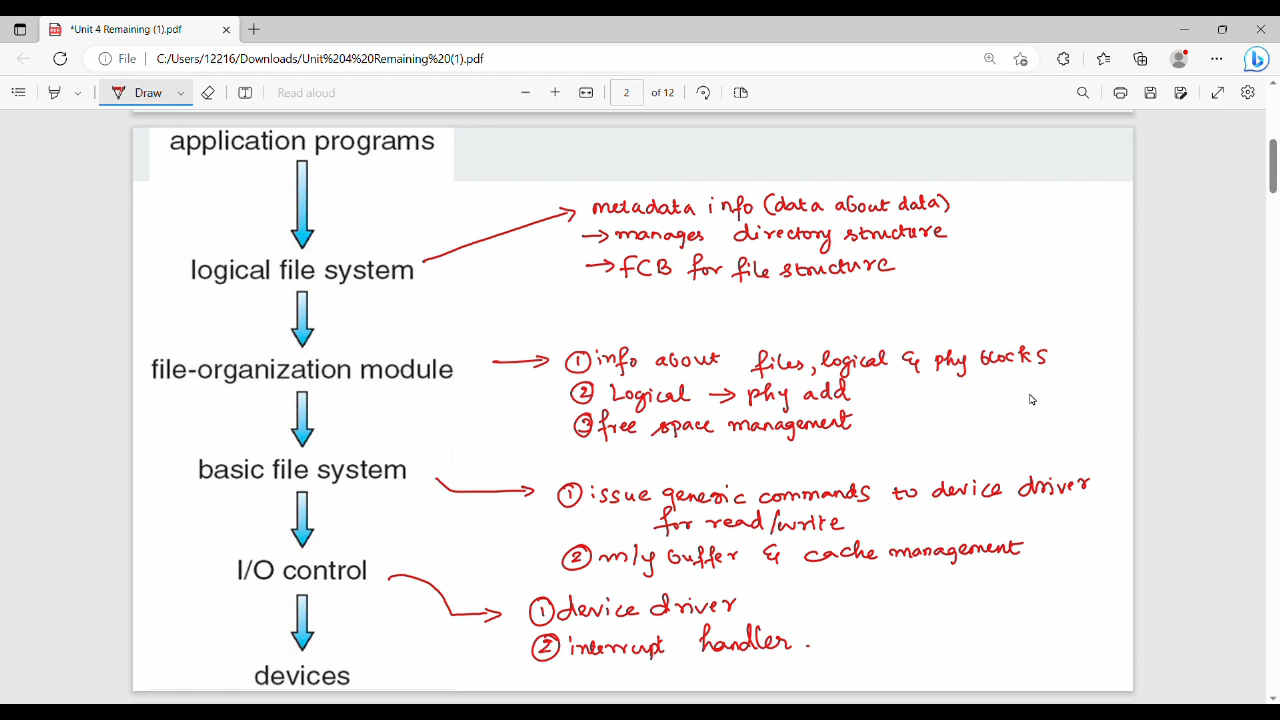 *Unit 4 Remaining (1).pdf
File C:/Users/12216/Downloads/Unit%204%20Remaining%20(1).pdf
Draw
Read aloud
2 of 12
application programs
metadata info (data about data)
→ manages directory structure
logical file system
→ FCB for file structure
file-organization module
① info about files, logical & phy blocks
② Logical → phy add
③ free space management
basic file system
① issue generic commands to device driver
for read/write
② m/y buffer & cache management
I/O control
① device driver
② interrupt handler.
devices